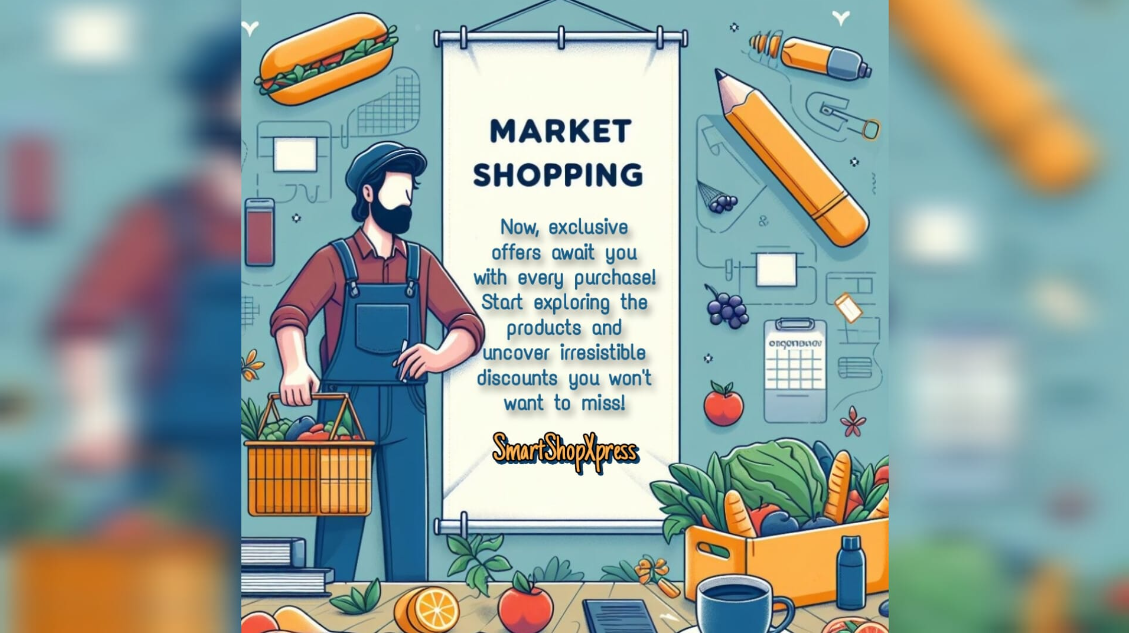 MARKET
SHOPPING
Now, exclusive
offers await you
with every purchase!
Start exploring the
products and
uncover irresistible
discounts you won't
want to miss!
SmartShopXpress